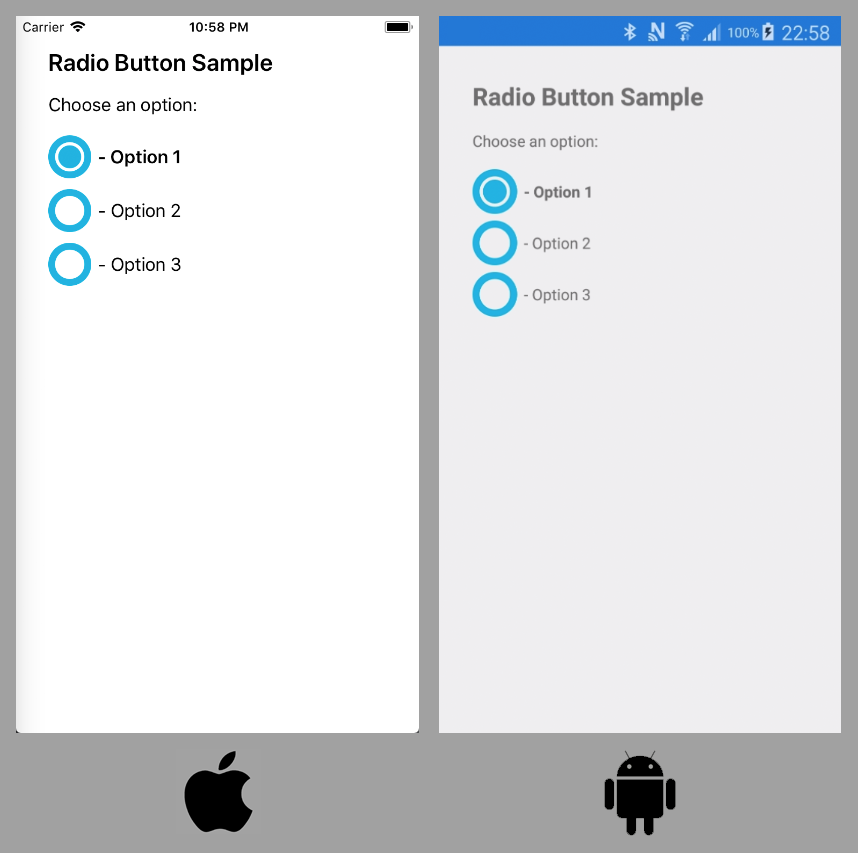 Carrier 10:58 PM
Radio Button Sample
Choose an option:
- Option 1
- Option 2
- Option 3
100% 22:58
Radio Button Sample
Choose an option:
- Option 1
- Option 2
- Option 3